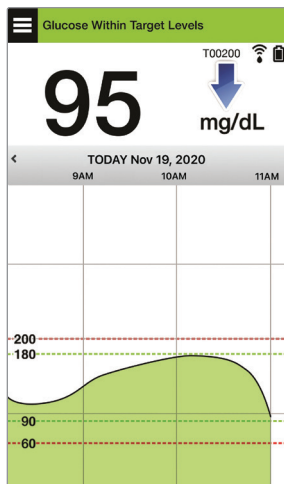 Glucose Within Target Levels
T00200
95
mg/dL
< TODAY Nov 19, 2020
9AM 10AM 11AM
200
180
90
60